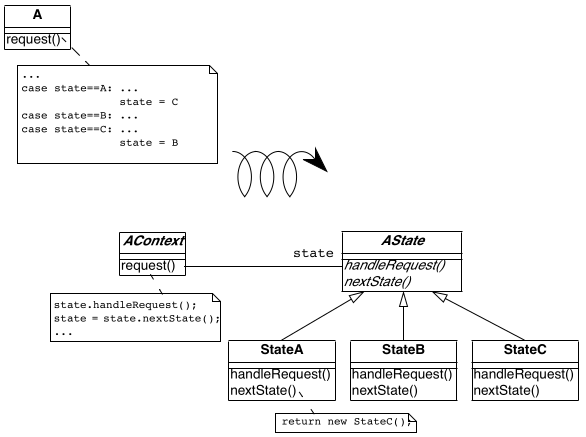 A
request()
...
case state==A: ...
state = C
case state==B: ...
case state==C: ...
state = B
AContext
request()
state
AState
handleRequest()
nextState()
state.handleRequest();
state = state.nextState();
...
StateA
handleRequest()
nextState()
StateB
handleRequest()
nextState()
StateC
handleRequest()
nextState()
return new StateC();